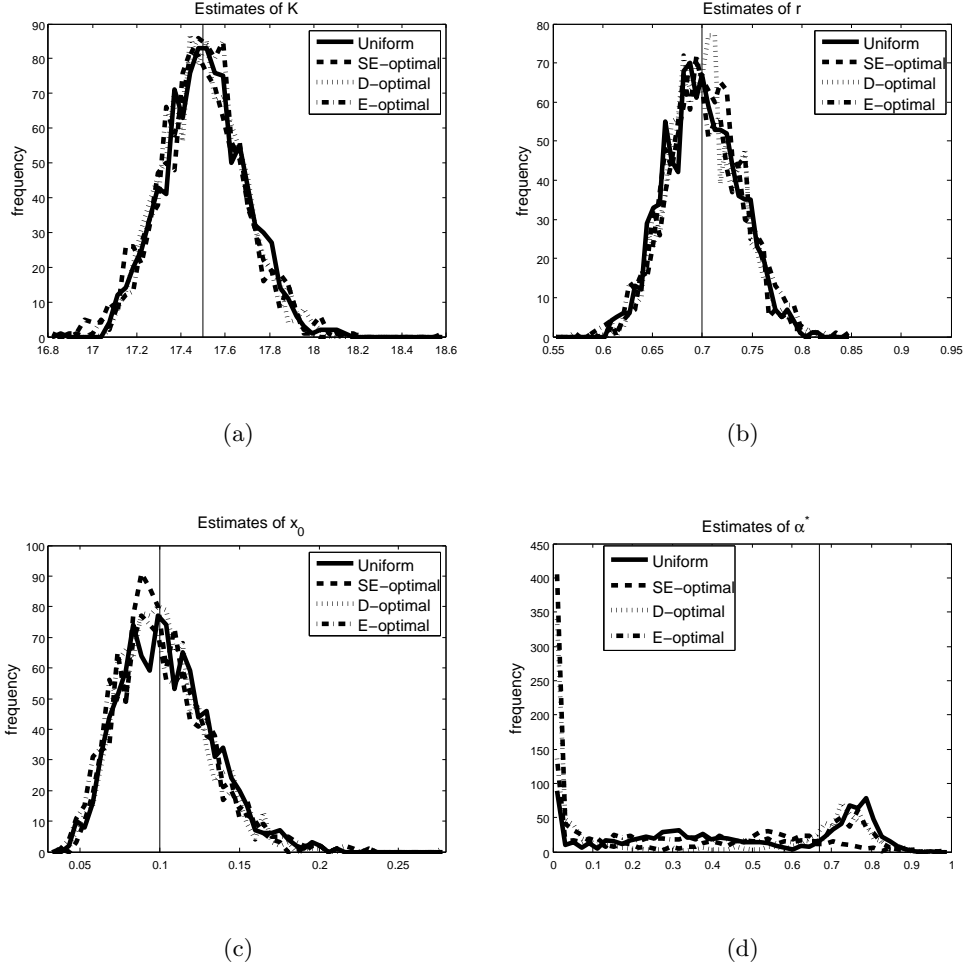 Estimates of K
90
80
70
60
50
40
30
20
10
0
frequency
16.8 17 17.2 17.4 17.6 17.8 18 18.2 18.4 18.6
Uniform
SE-optimal
D-optimal
E-optimal
(a)
Estimates of r
80
70
60
50
40
30
20
10
0
frequency
0.55 0.6 0.65 0.7 0.75 0.8 0.85 0.9 0.95
Uniform
SE-optimal
D-optimal
E-optimal
(b)
Estimates of x0
100
90
80
70
60
50
40
30
20
10
0
frequency
0.05 0.1 0.15 0.2 0.25
Uniform
SE-optimal
D-optimal
E-optimal
(c)
Estimates of α*
450
400
350
300
250
200
150
100
50
0
frequency
0 0.1 0.2 0.3 0.4 0.5 0.6 0.7 0.8 0.9 1
Uniform
SE-optimal
D-optimal
E-optimal
(d)